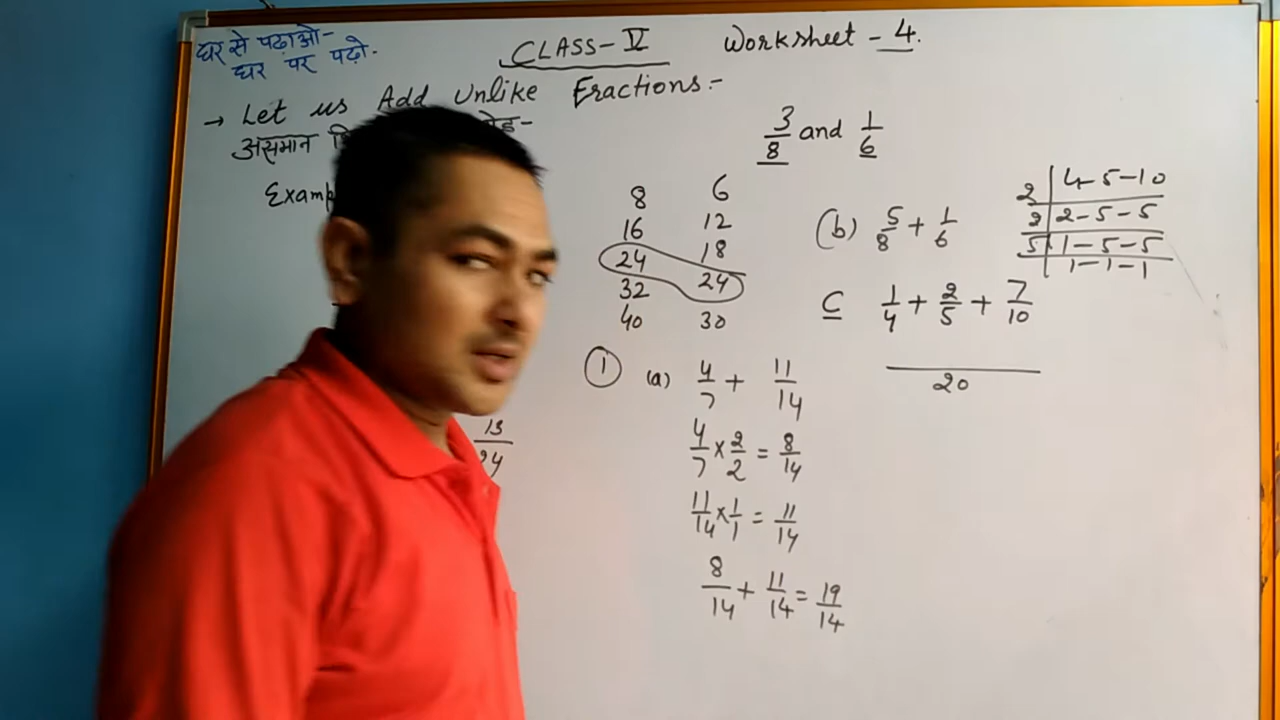 घर से पढ़ाओ-
घर पर पढ़ो.
CLASS-V Worksheet - 4.
→ Let us Add Unlike Fractions:-
असमान
3/8 and 1/6
8 6
16 12
24 18
32 24
40 30
(b) 5/8 + 1/6
2 | 4-5-10
2 | 2-5-5
5 | 1-5-5
1-1-1
C 1/4 + 2/5 + 7/10
20
① (a) 4/7 + 11/14
4/7 × 2/2 = 8/14
11/14 × 1/1 = 11/14
8/14 + 11/14 = 19/14
13/24